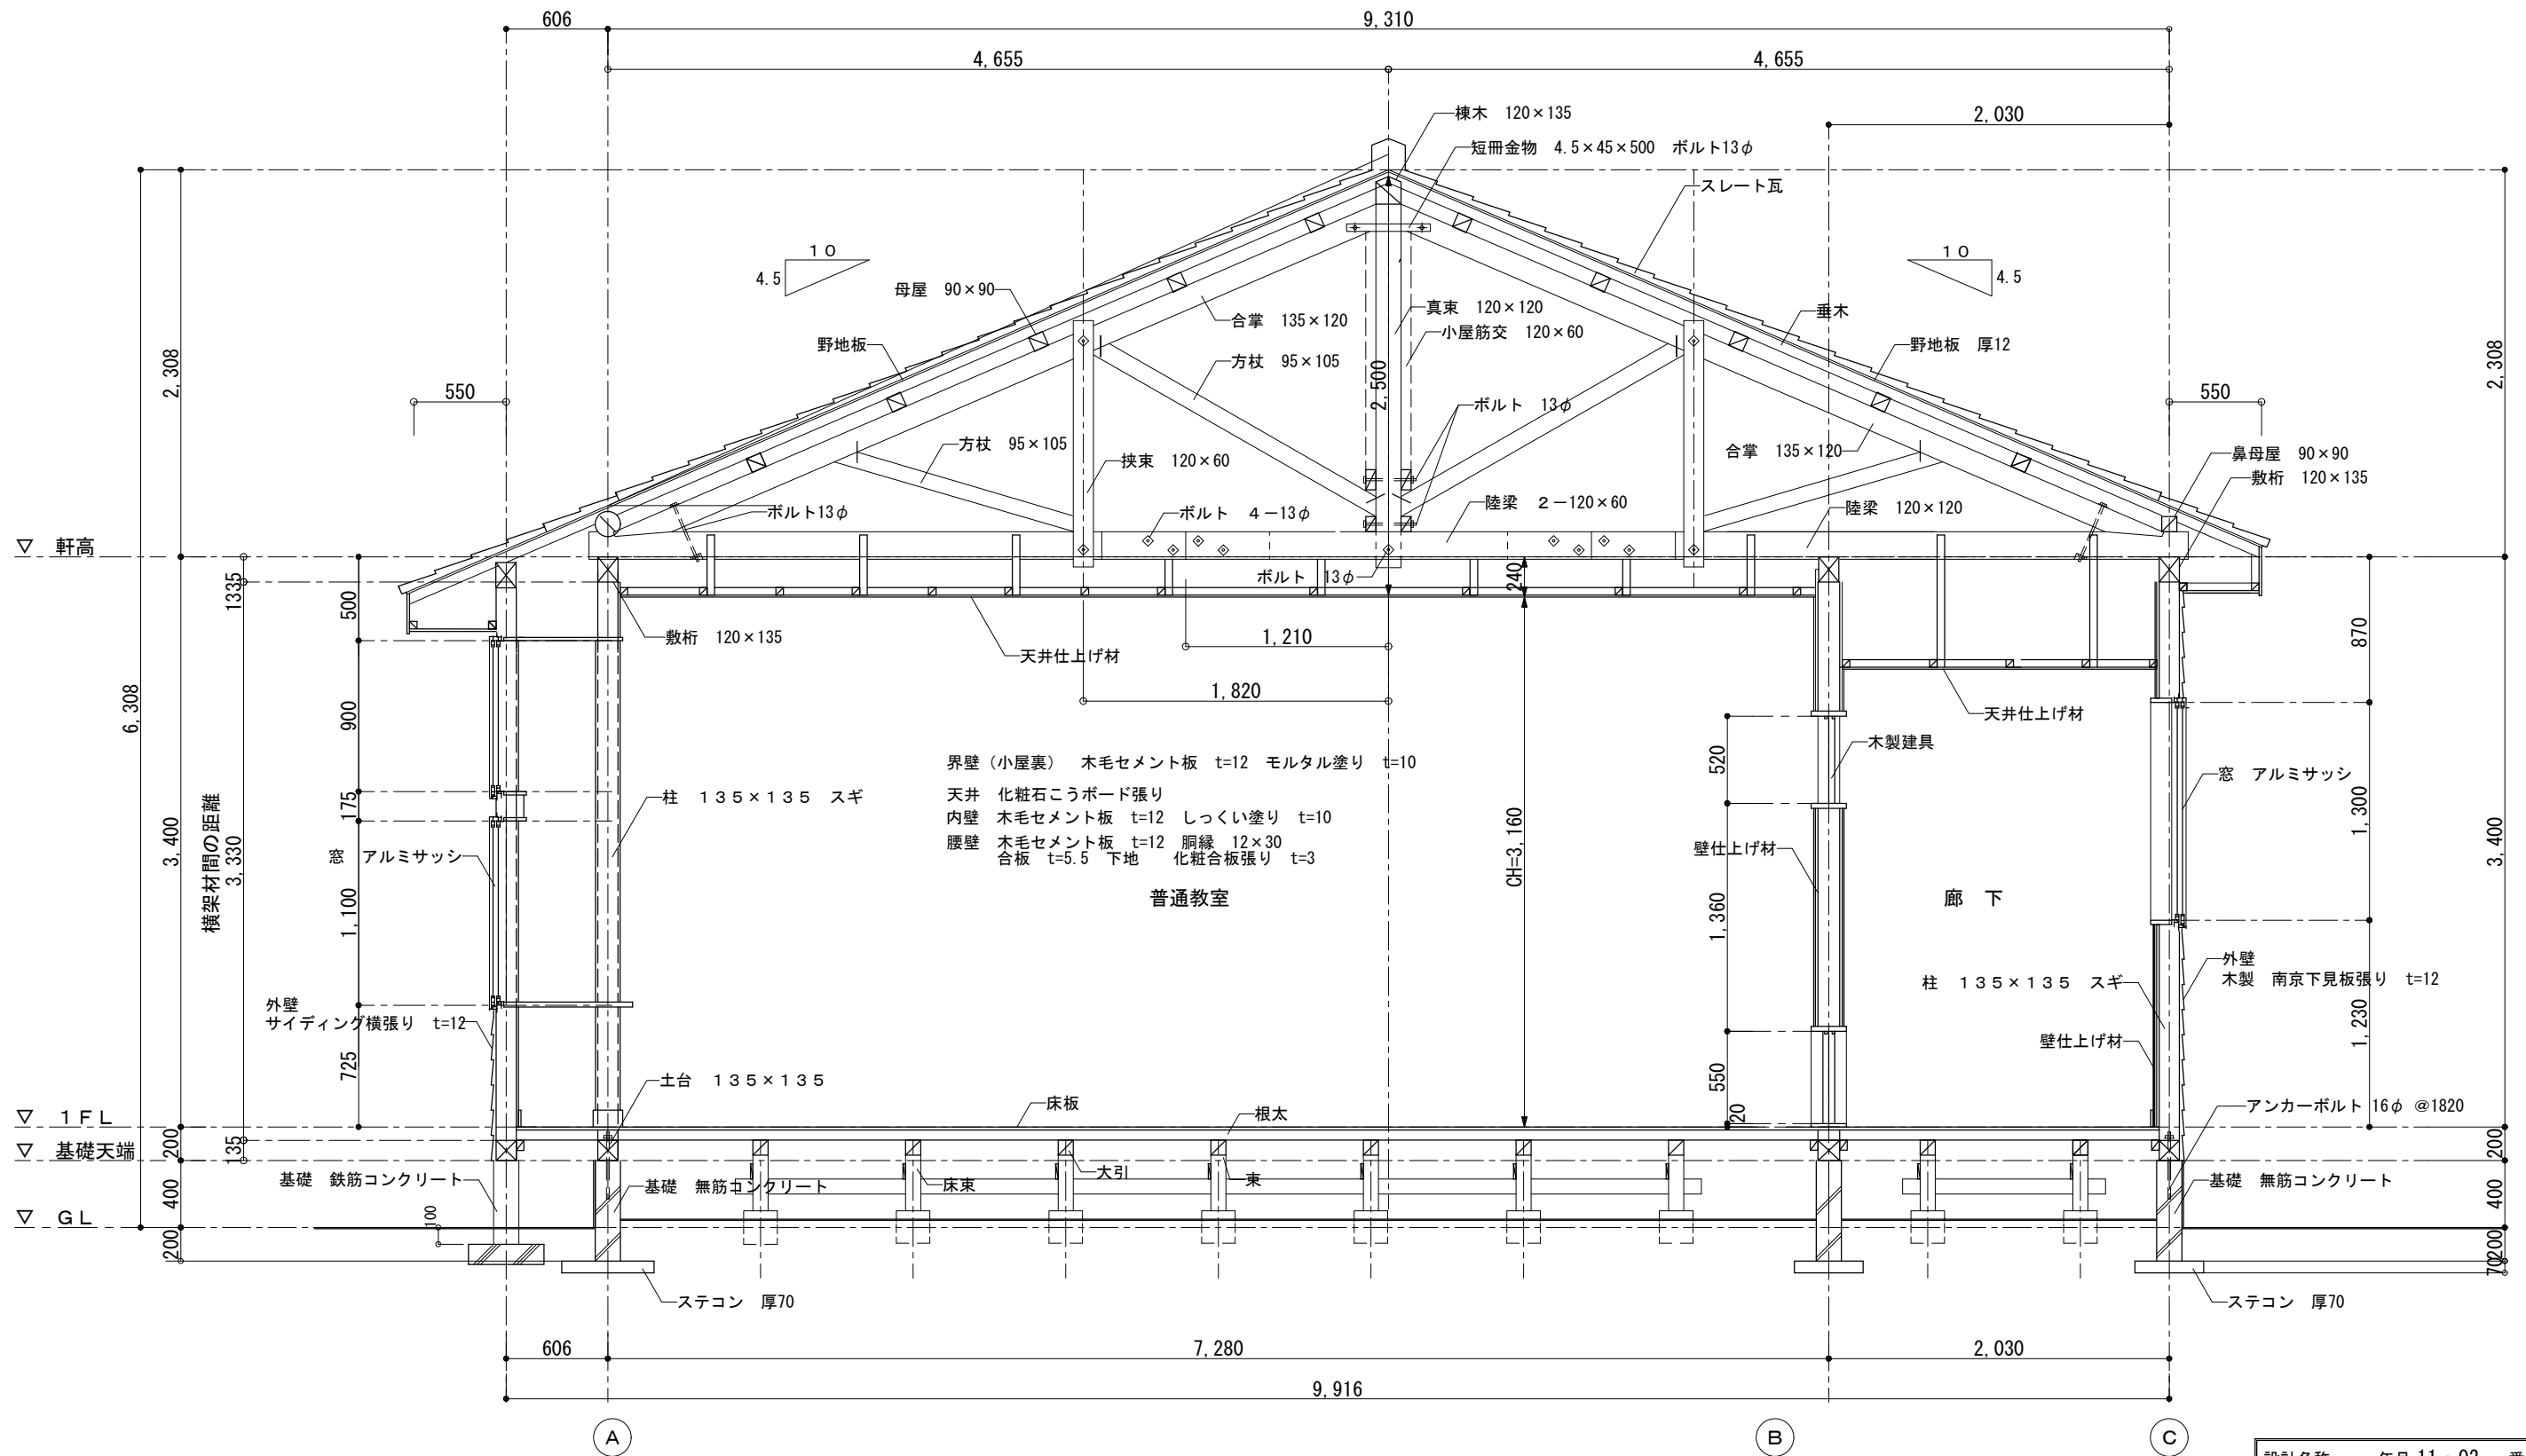 606
9,310
4,655
4,655
2,030
棟木 120×135
短冊金物 4.5×45×500 ボルト13φ
スレート瓦
10
4.5
10
4.5
母屋 90×90
合掌 135×120
真束 120×120
小屋筋交 120×60
垂木
野地板
野地板 厚12
方杖 95×105
2,308
2,308
2,500
550
550
ボルト 13φ
方杖 95×105
挟束 120×60
合掌 135×120
鼻母屋 90×90
敷桁 120×135
ボルト13φ
ボルト 4－13φ
陸梁 2－120×60
陸梁 120×120
▽ 軒高
ボルト 13φ
240
1335
500
敷桁 120×135
天井仕上げ材
1,210
870
1,820
6,308
900
天井仕上げ材
木製建具
520
界壁（小屋裏） 木毛セメント板 t=12 モルタル塗り t=10
天井 化粧石こうボード張り
内壁 木毛セメント板 t=12 しっくい塗り t=10
腰壁 木毛セメント板 t=12 胴縁 12×30
合板 t=5.5 下地 化粧合板張り t=3
柱 135×135 スギ
窓 アルミサッシ
175
3,400
横架材間の距離
3,330
窓 アルミサッシ
CH=3,160
壁仕上げ材
1,300
3,400
普通教室
廊 下
1,100
1,360
外壁
木製 南京下見板張り t=12
柱 135×135 スギ
外壁
サイディング横張り t=12
1,230
壁仕上げ材
725
土台 135×135
550
20
床板
根太
アンカーボルト 16φ @1820
▽ 1FL
▽ 基礎天端
200
135
200
基礎 鉄筋コンクリート
基礎 無筋コンクリート
床束
大引
束
基礎 無筋コンクリート
400
400
▽ GL
100
200
200
70
ステコン 厚70
ステコン 厚70
606
7,280
2,030
9,916
A
B
C